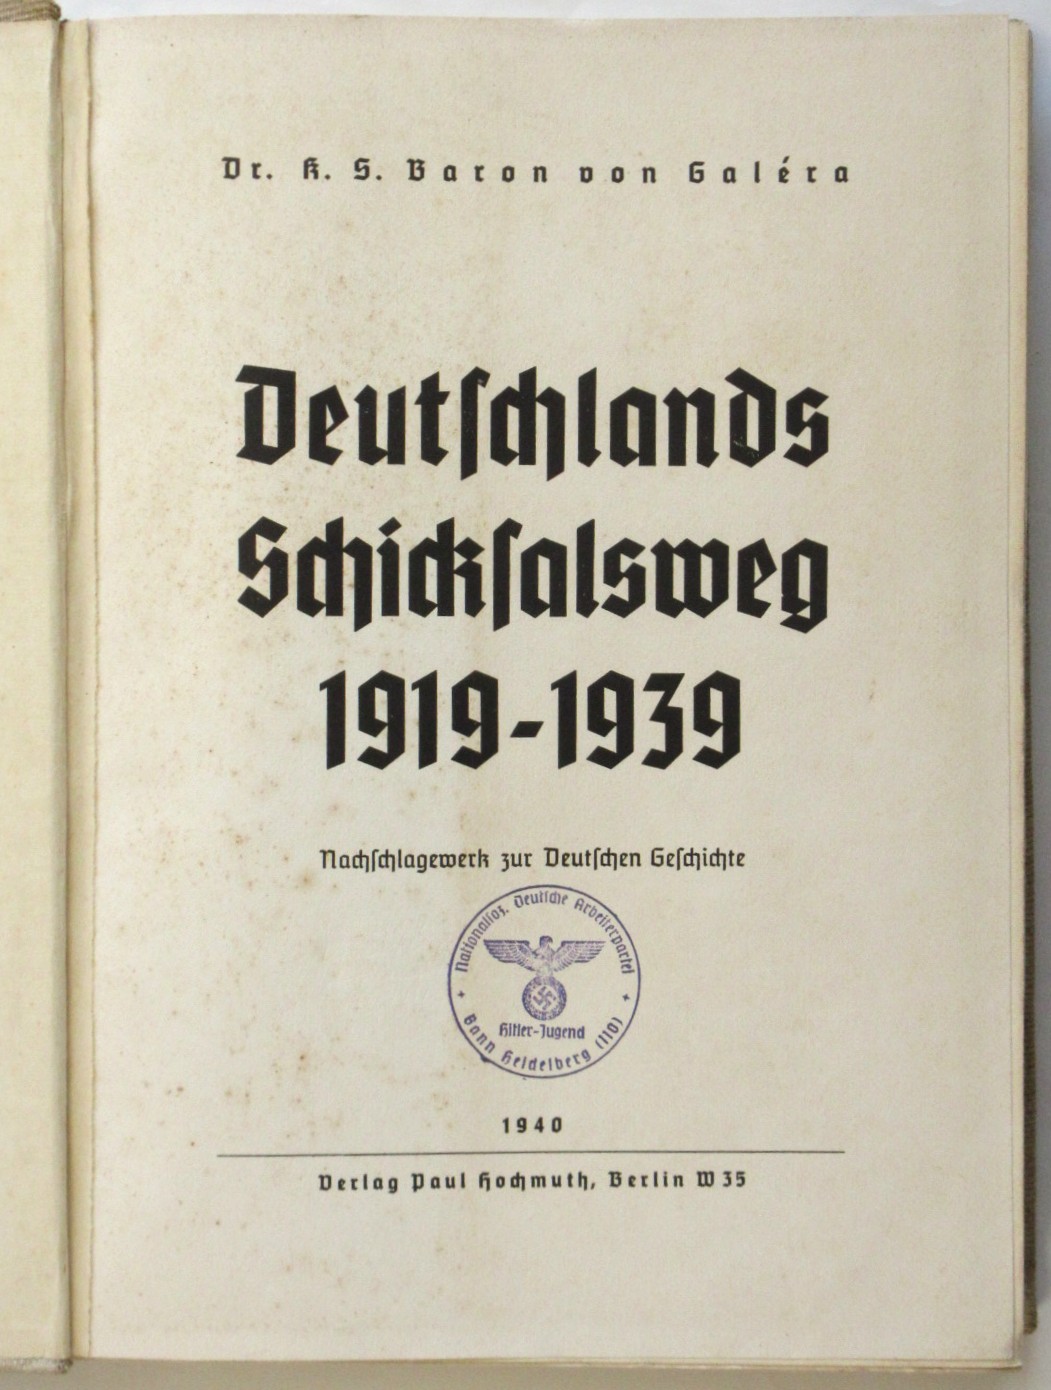 Dr. K. S. Baron von Galéra
Deutſchlands
Schickſalsweg
1919-1939
Nachſchlagewerk zur Deutſchen Geſchichte
Nationalſoz. Deutſche Arbeiterpartei
Hitler-Jugend
Bann Heidelberg (110)
1940
Verlag Paul Hochmuth, Berlin W 35